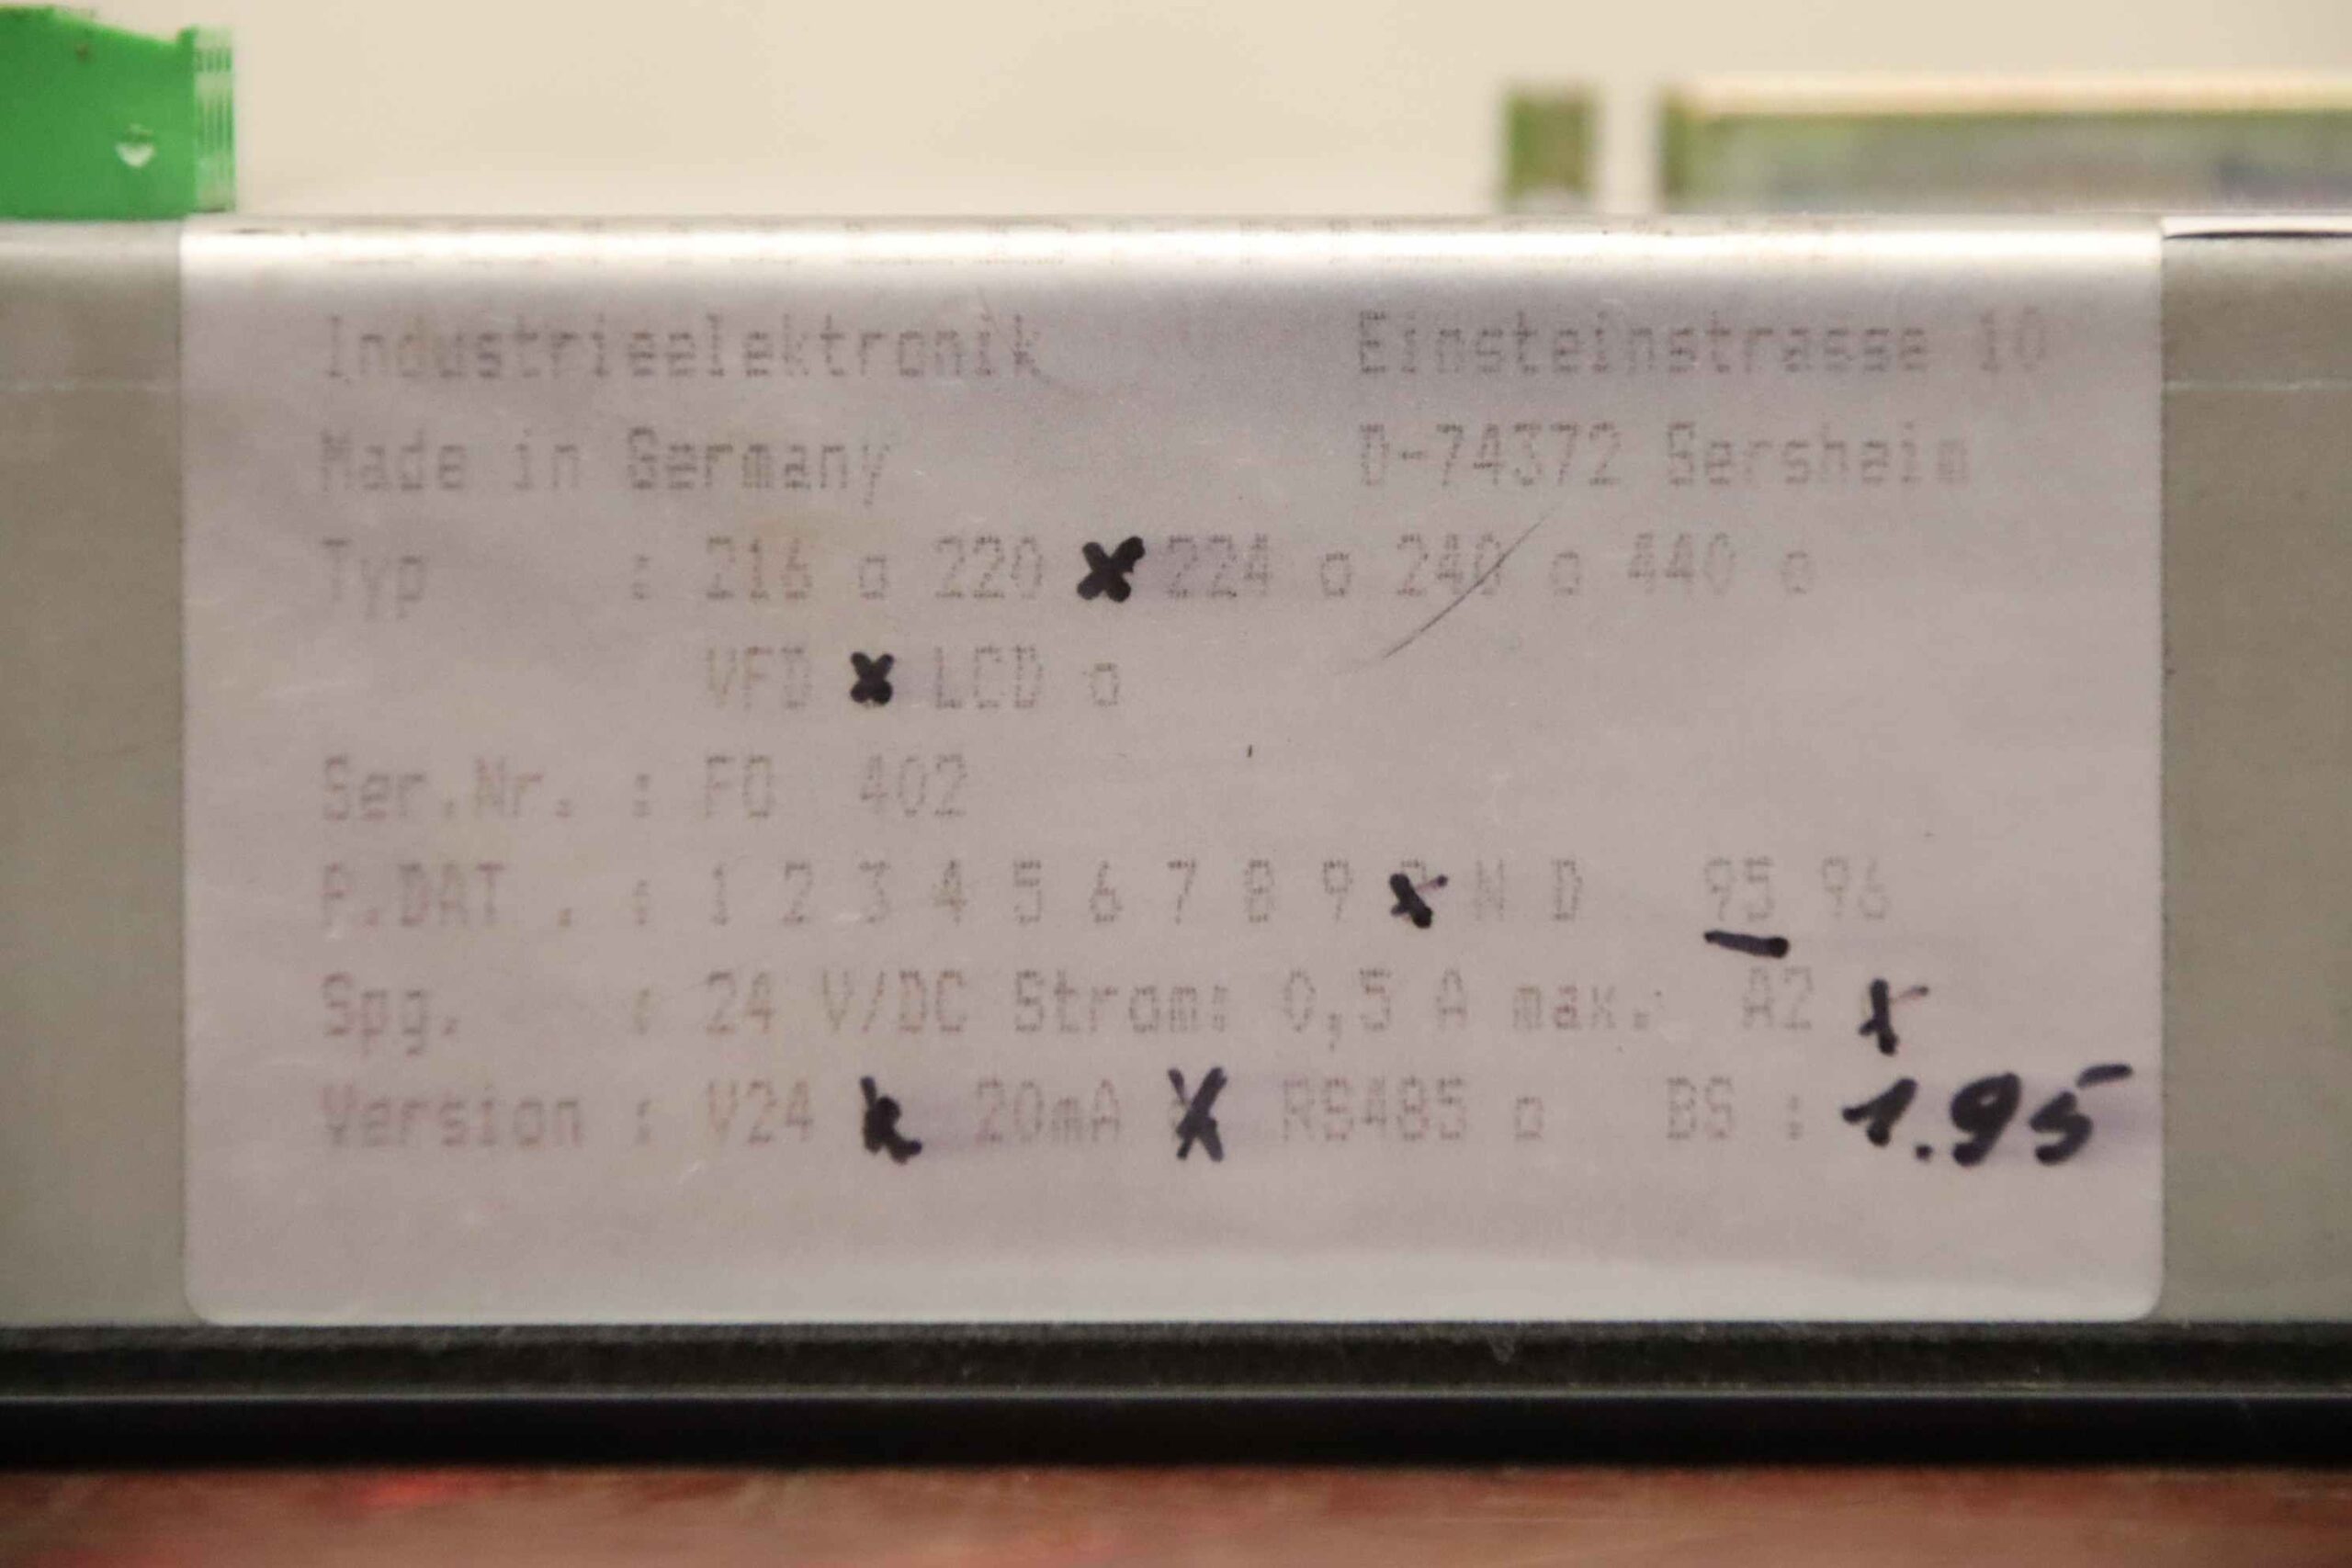 Industrieelektronik Einsteinstrasse 10
Made in Germany D-74372 Sersheim
Typ : 216 o 220 x 224 o 240 o 440 o
VFD x LCD o
Ser.Nr. : FO 402
P.DAT . : 1 2 3 4 5 6 7 8 9 x N D 95 96
Spg. : 24 V/DC Strom: 0,5 A max. A2 x
Version : V24 x 20mA x RS485 o BS : 1.95